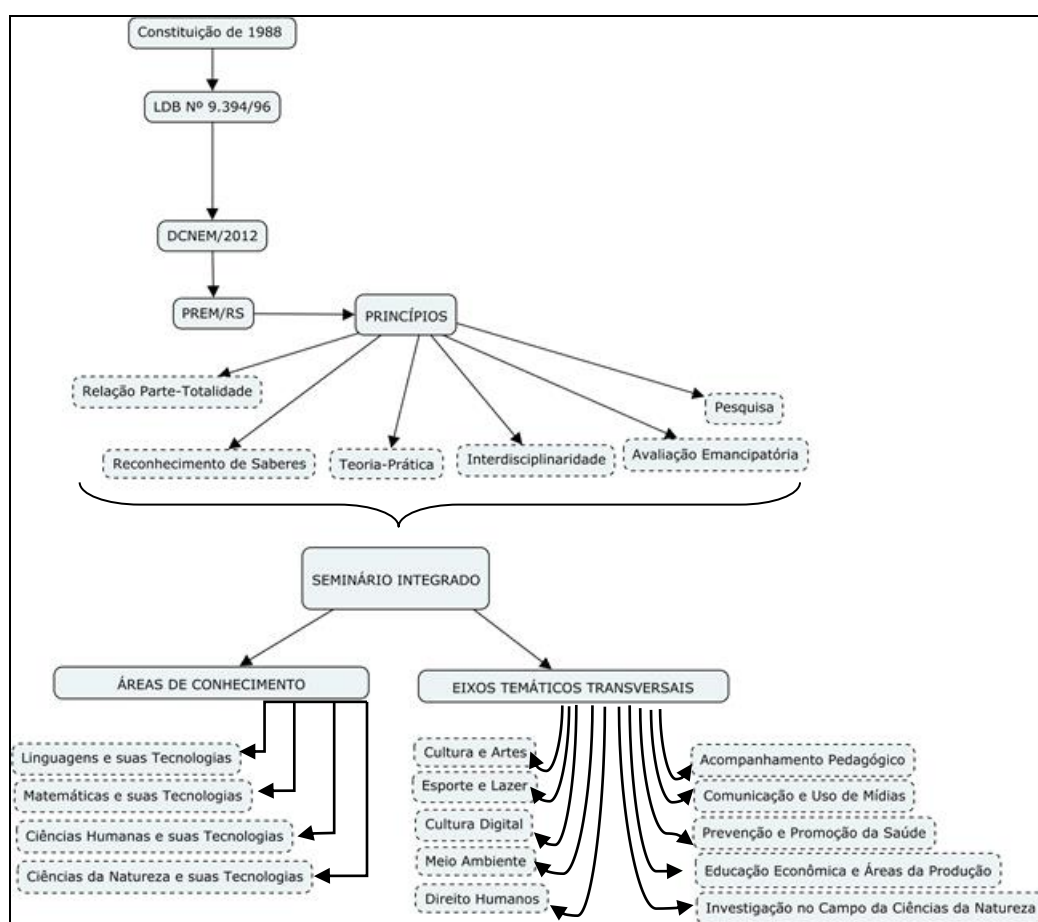 Constituição de 1988
LDB Nº 9.394/96
DCNEM/2012
PREM/RS
PRINCÍPIOS
Relação Parte-Totalidade
Pesquisa
Reconhecimento de Saberes
Teoria-Prática
Interdisciplinaridade
Avaliação Emancipatória
SEMINÁRIO INTEGRADO
ÁREAS DE CONHECIMENTO
EIXOS TEMÁTICOS TRANSVERSAIS
Linguagens e suas Tecnologias
Matemáticas e suas Tecnologias
Ciências Humanas e suas Tecnologias
Ciências da Natureza e suas Tecnologias
Cultura e Artes
Esporte e Lazer
Cultura Digital
Meio Ambiente
Direito Humanos
Acompanhamento Pedagógico
Comunicação e Uso de Mídias
Prevenção e Promoção da Saúde
Educação Econômica e Áreas da Produção
Investigação no Campo da Ciências da Natureza